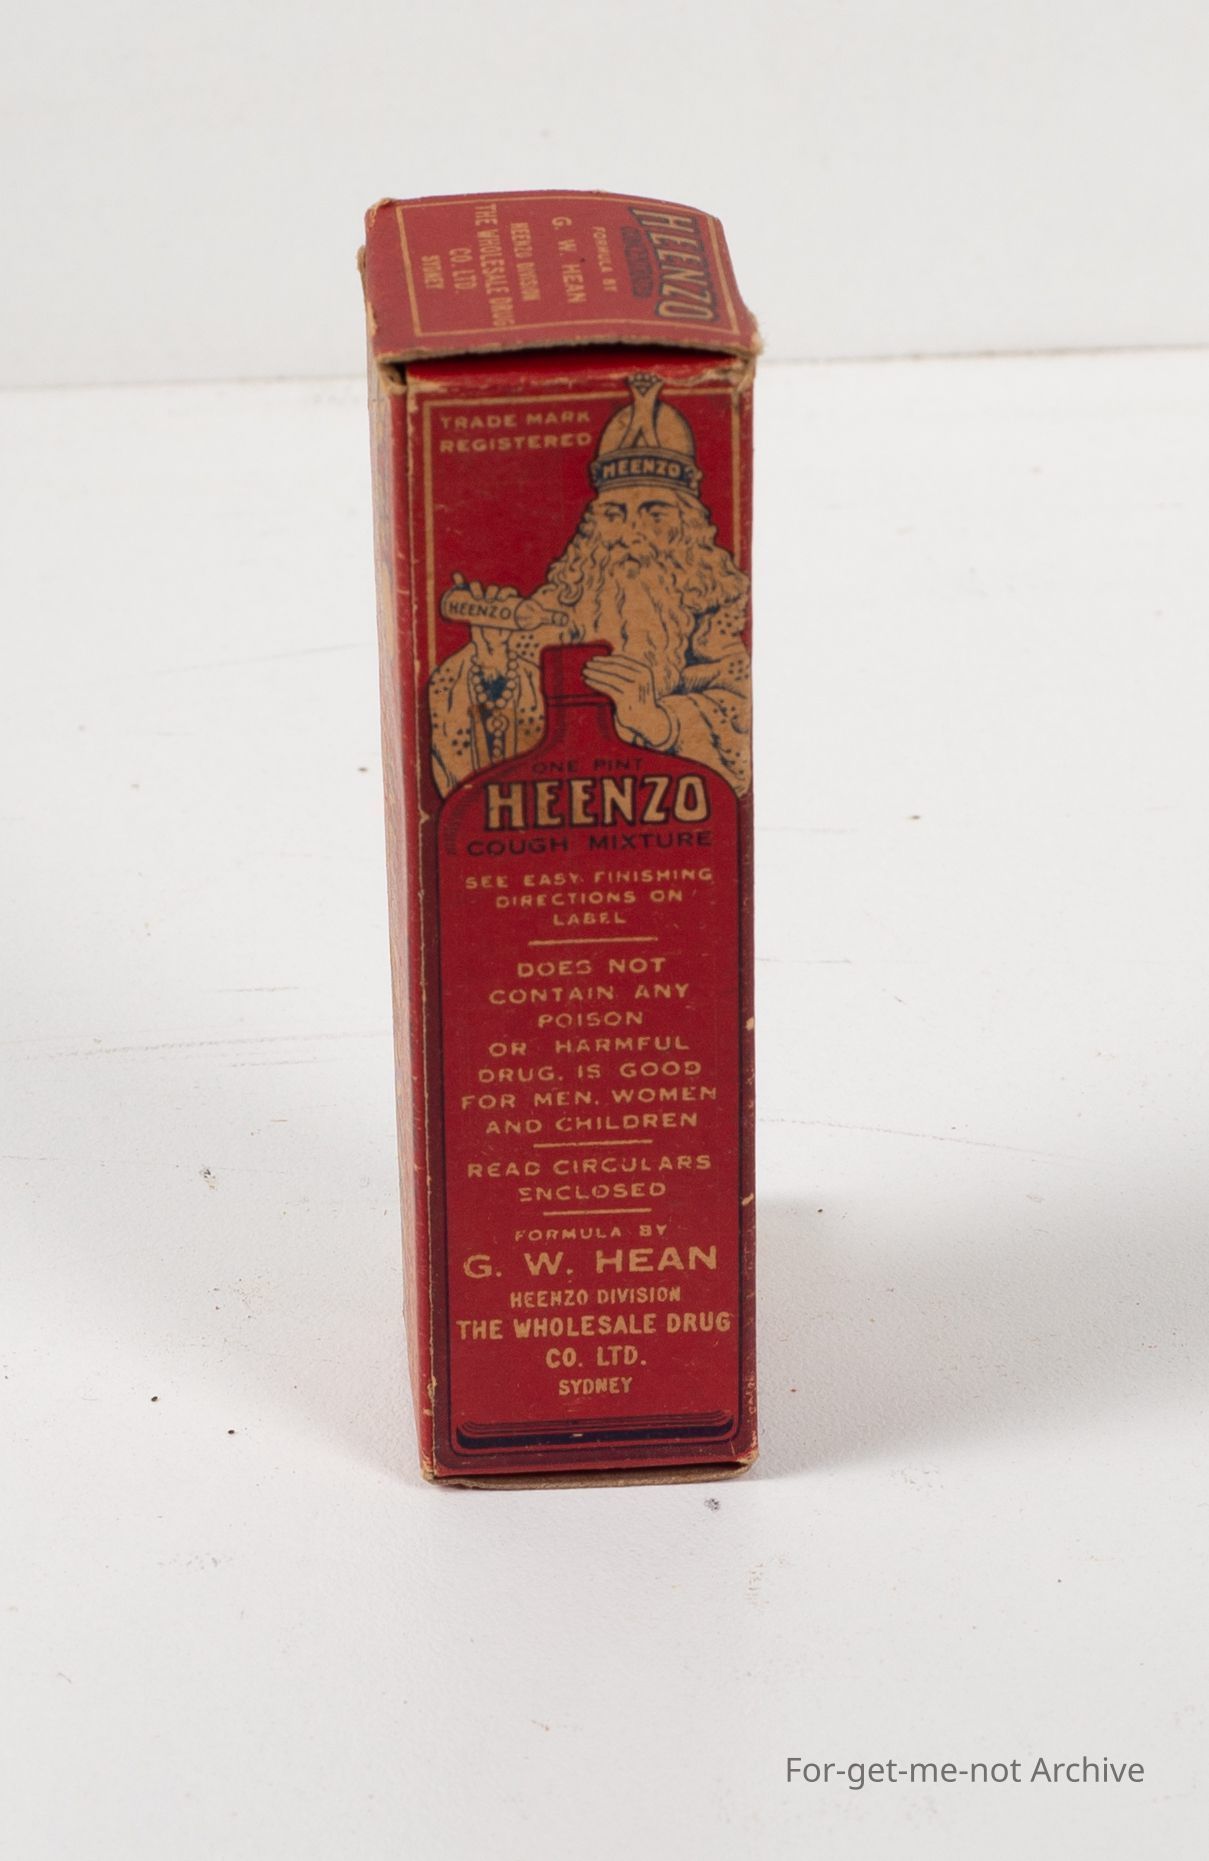 HEENZO
CONCENTRATED
FORMULA BY
G. W. HEAN
HEENZO DIVISION
THE WHOLESALE DRUG
CO. LTD.
SYDNEY
TRADE MARK
REGISTERED
HEENZO
HEENZO
ONE PINT
HEENZO
COUGH MIXTURE
SEE EASY FINISHING
DIRECTIONS ON
LABEL
DOES NOT
CONTAIN ANY
POISON
OR HARMFUL
DRUG. IS GOOD
FOR MEN, WOMEN
AND CHILDREN
READ CIRCULARS
ENCLOSED
FORMULA BY
G. W. HEAN
HEENZO DIVISION
THE WHOLESALE DRUG
CO. LTD.
SYDNEY
For-get-me-not Archive